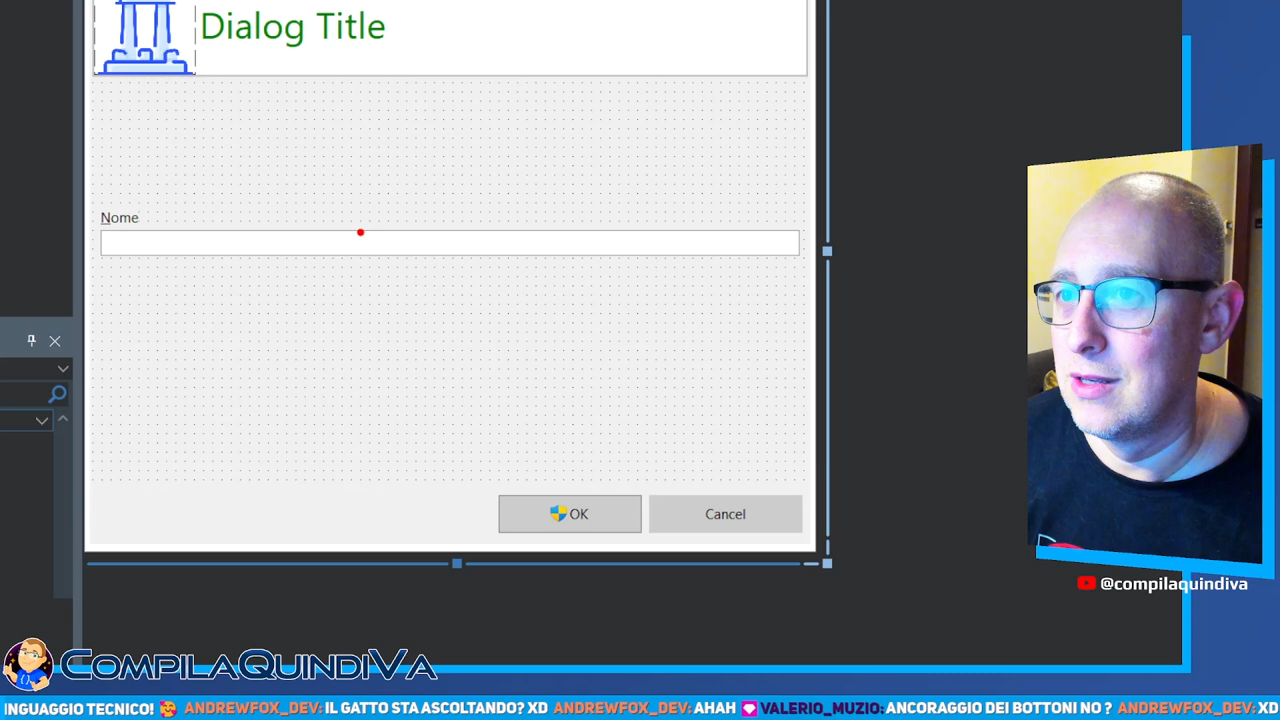 Dialog Title
Nome
OK
Cancel
@compilaquindiva
COMPILAQUINDIVA
INGUAGGIO TECNICO! ANDREWFOX_DEV: IL GATTO STA ASCOLTANDO? XD ANDREWFOX_DEV: AHAH VALERIO_MUZIO: ANCORAGGIO DEI BOTTONI NO ? ANDREWFOX_DEV: XD